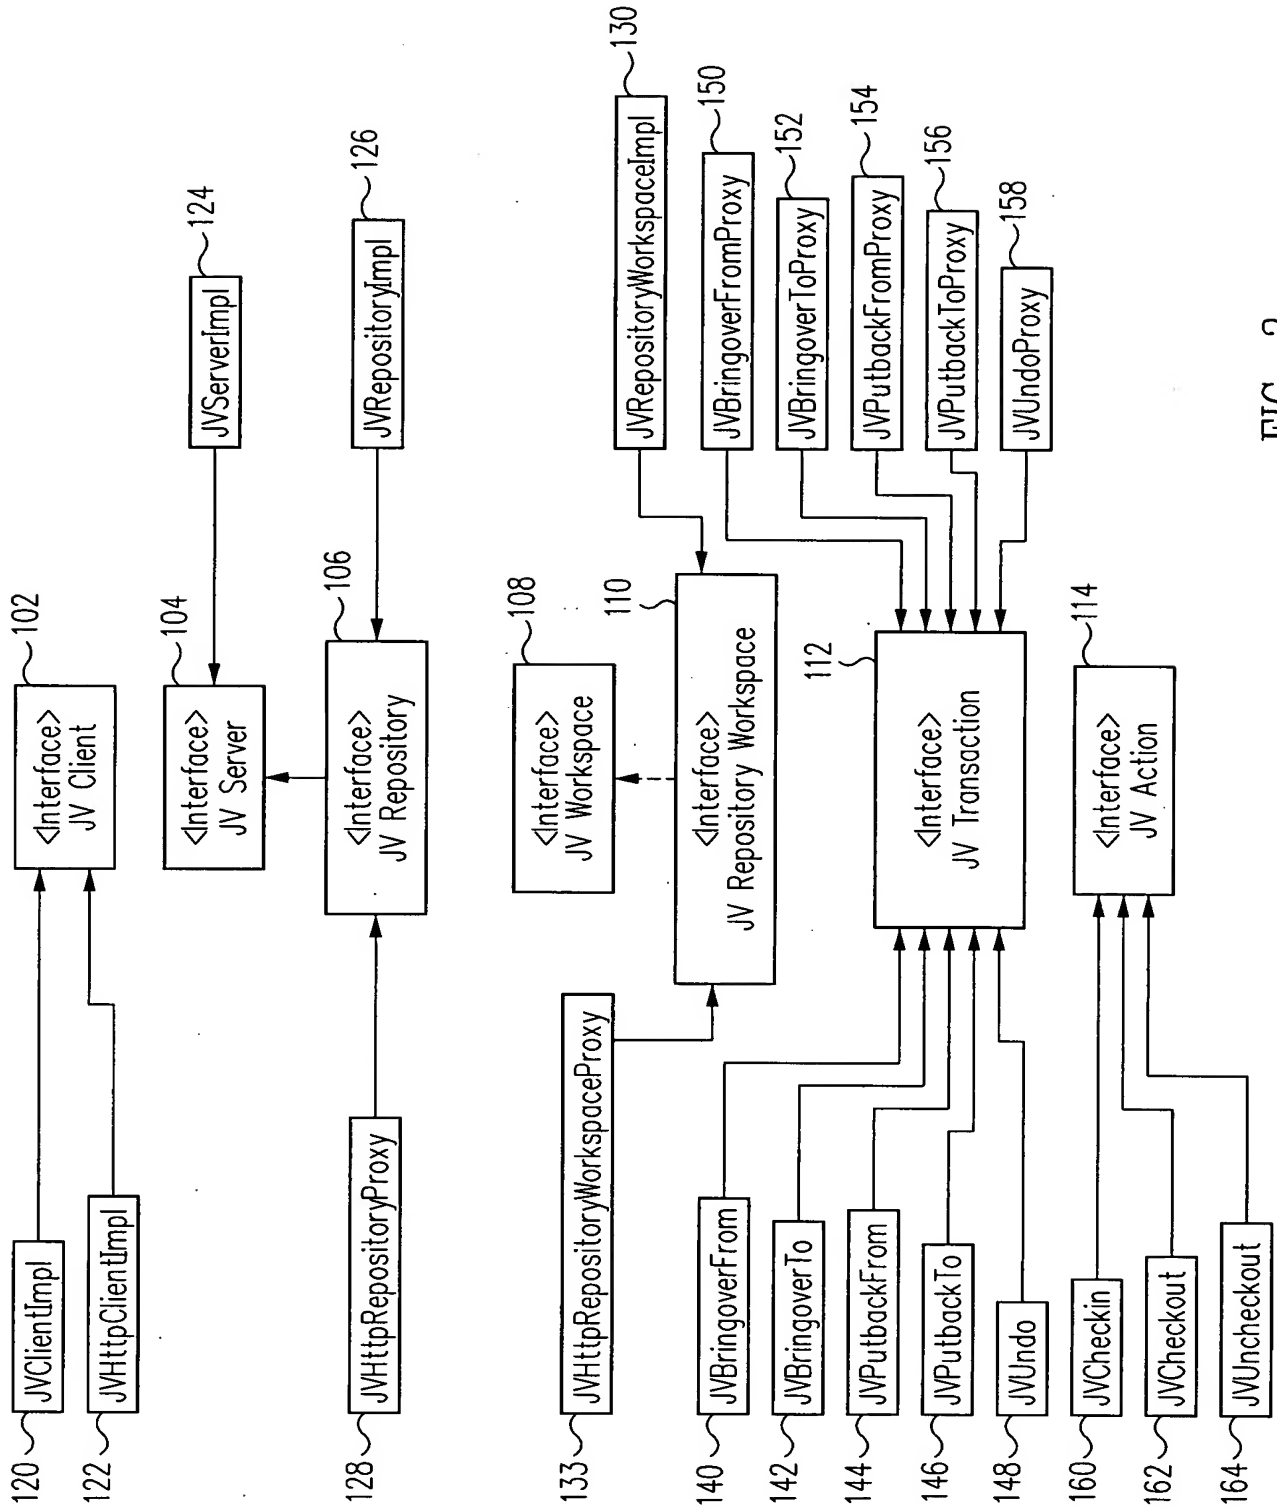 120
JVClientImpl
122
JVHttpClientImpl
<Interface>
JV Client
102
<Interface>
JV Server
104
JVServerImpl
124
128
JVHttpRepositoryProxy
<Interface>
JV Repository
106
JVRepositoryImpl
126
<Interface>
JV Workspace
108
133
JVHttpRepositoryWorkspaceProxy
<Interface>
JV Repository Workspace
110
JVRepositoryWorkspaceImpl
130
140
JVBringoverFrom
142
JVBringoverTo
144
JVPutbackFrom
146
JVPutbackTo
148
JVUndo
<Interface>
JV Transaction
112
JVBringoverFromProxy
150
JVBringoverToProxy
152
JVPutbackFromProxy
154
JVPutbackToProxy
156
JVUndoProxy
158
160
JVCheckin
162
JVCheckout
164
JVUncheckout
<Interface>
JV Action
114
FIG.